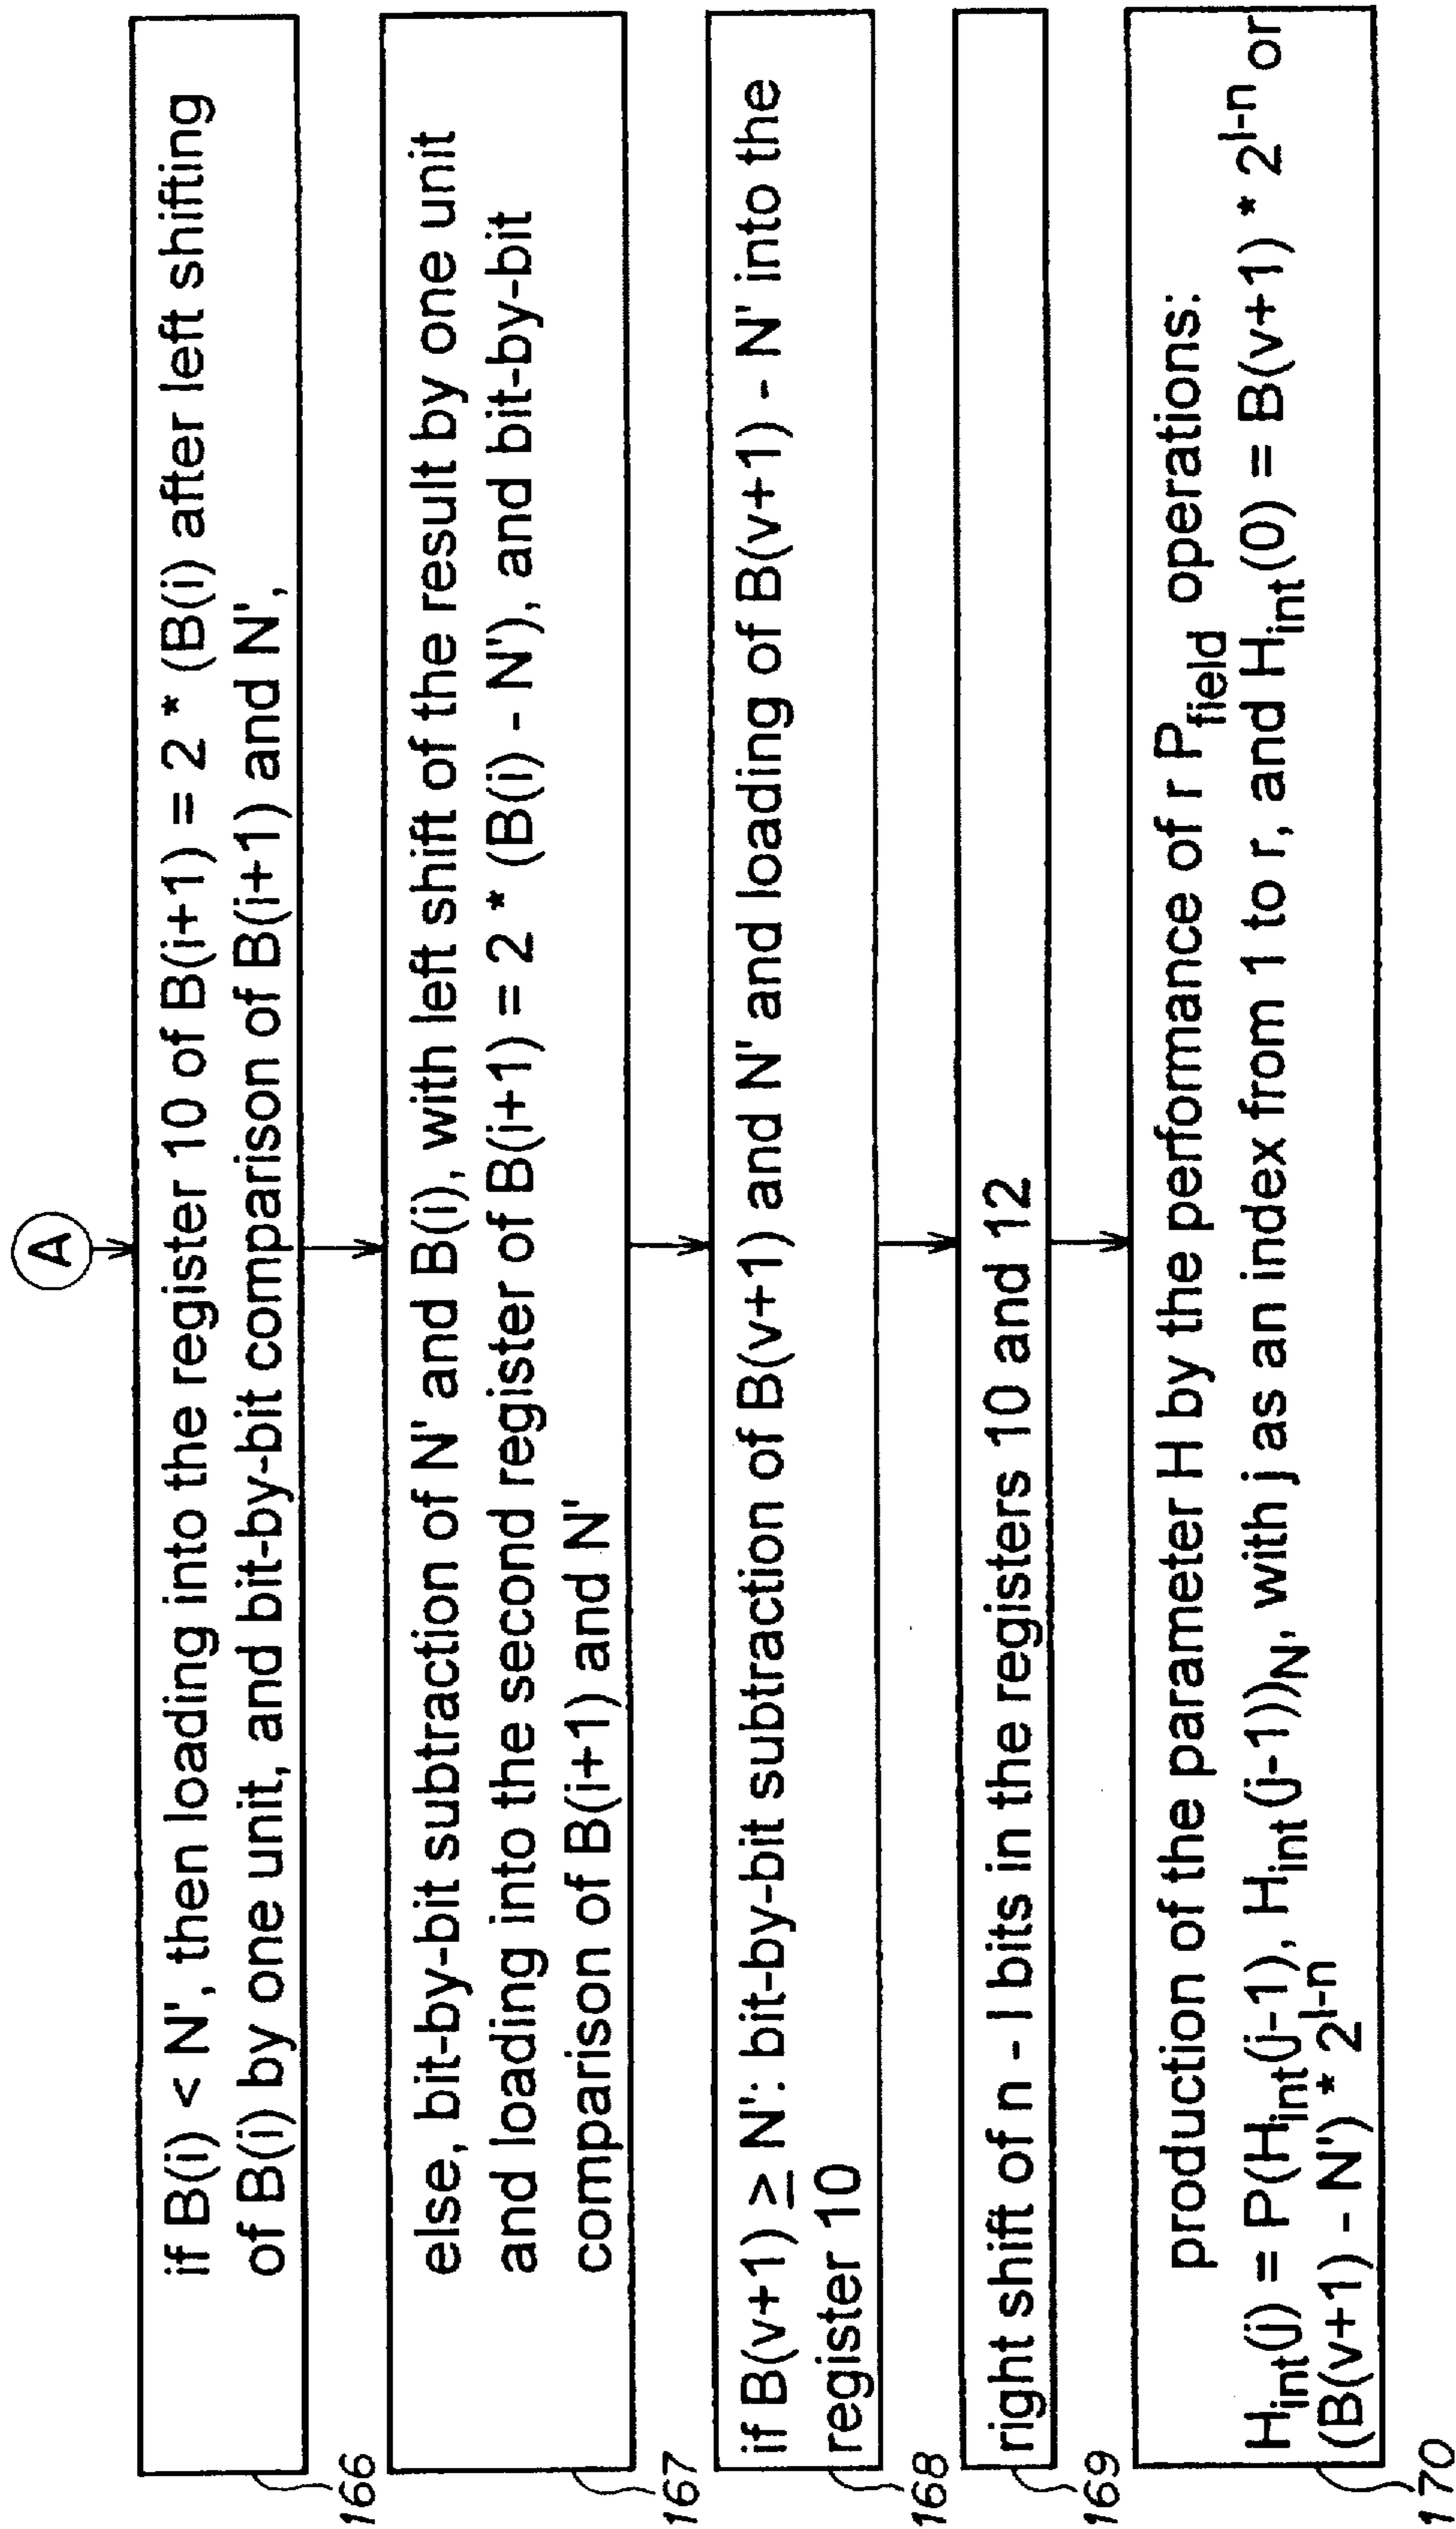 A
if B(i) < N', then loading into the register 10 of B(i+1) = 2 * (B(i) after left shifting
of B(i) by one unit, and bit-by-bit comparison of B(i+1) and N',
166
else, bit-by-bit subtraction of N' and B(i), with left shift of the result by one unit
and loading into the second register of B(i+1) = 2 * (B(i) - N'), and bit-by-bit
comparison of B(i+1) and N'
167
if B(v+1) ≥ N': bit-by-bit subtraction of B(v+1) and N' and loading of B(v+1) - N' into the
register 10
168
right shift of n - l bits in the registers 10 and 12
169
production of the parameter H by the performance of r P_field operations:
H_int(j) = P(H_int(j-1), H_int(j-1))_N, with j as an index from 1 to r, and H_int(0) = B(v+1) * 2^l-n or
(B(v+1) - N') * 2^l-n
170